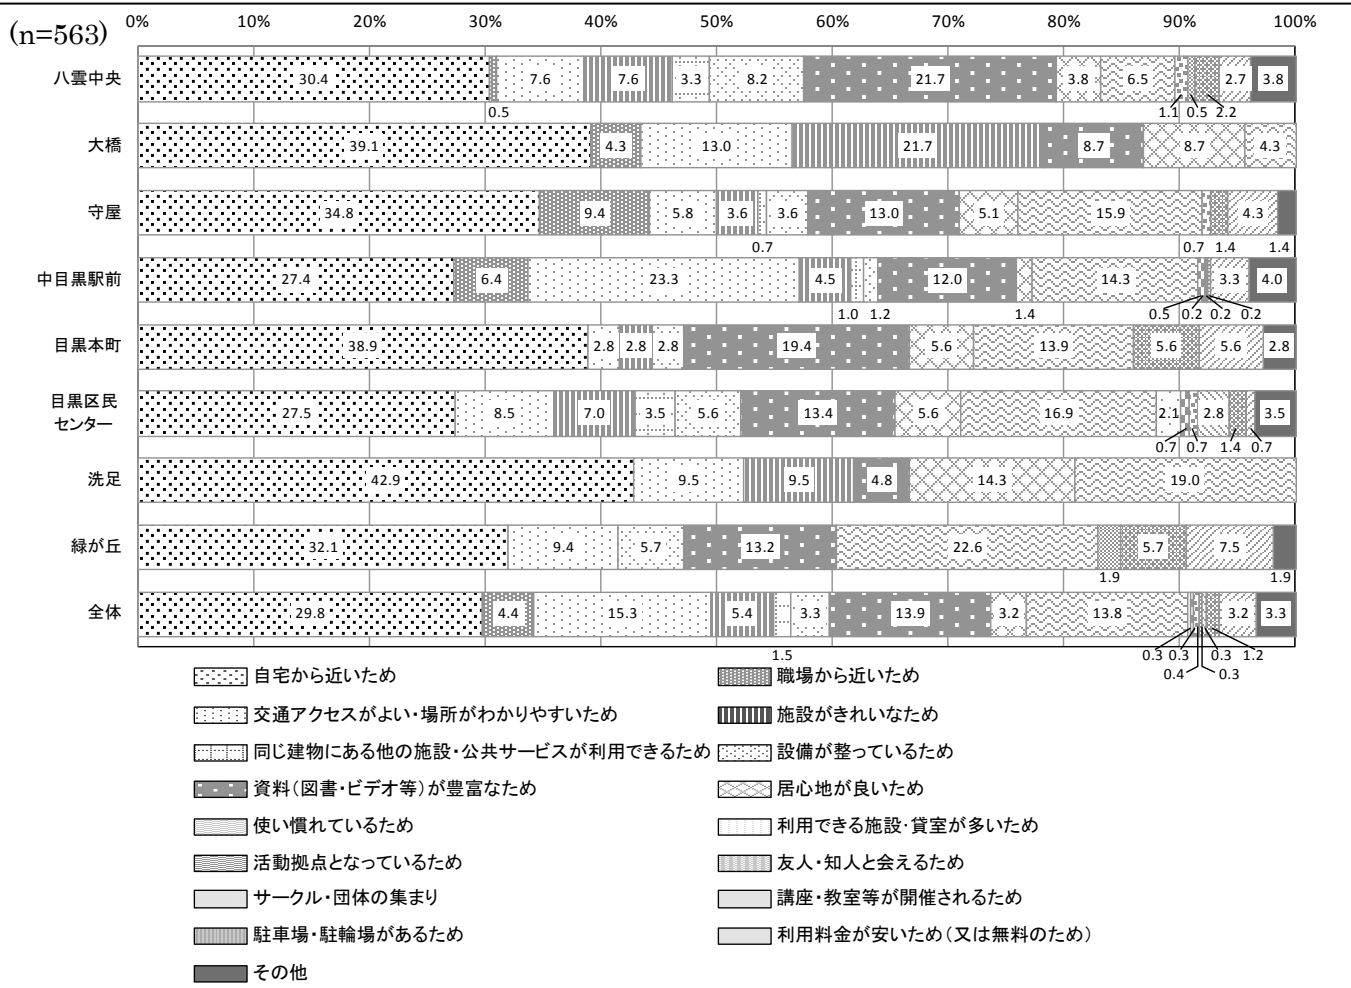 0% 10% 20% 30% 40% 50% 60% 70% 80% 90% 100%
(n=563)
八雲中央 30.4 7.6 7.6 3.3 8.2 21.7 3.8 6.5 2.7 3.8
0.5 1.1 0.5 2.2
大橋 39.1 4.3 13.0 21.7 8.7 8.7 4.3
守屋 34.8 9.4 5.8 3.6 3.6 13.0 5.1 15.9 4.3
0.7 0.7 1.4 1.4
中目黒駅前 27.4 6.4 23.3 4.5 12.0 14.3 3.3 4.0
1.0 1.2 1.4 0.5 0.2 0.2 0.2
目黒本町 38.9 2.8 2.8 2.8 19.4 5.6 13.9 5.6 5.6 2.8
目黒区民
センター 27.5 8.5 7.0 3.5 5.6 13.4 5.6 16.9 2.1 2.8 3.5
0.7 0.7 1.4 0.7
洗足 42.9 9.5 9.5 4.8 14.3 19.0
緑が丘 32.1 9.4 5.7 13.2 22.6 5.7 7.5
1.9 1.9
全体 29.8 4.4 15.3 5.4 3.3 13.9 3.2 13.8 3.2 3.3
1.5 0.3 0.3 0.3 1.2
0.4 0.3
自宅から近いため 職場から近いため
交通アクセスがよい・場所がわかりやすいため 施設がきれいなため
同じ建物にある他の施設・公共サービスが利用できるため 設備が整っているため
資料(図書・ビデオ等)が豊富なため 居心地が良いため
使い慣れているため 利用できる施設・貸室が多いため
活動拠点となっているため 友人・知人と会えるため
サークル・団体の集まり 講座・教室等が開催されるため
駐車場・駐輪場があるため 利用料金が安いため(又は無料のため)
その他